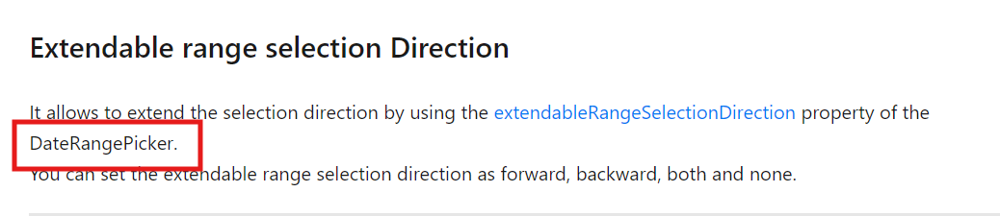 Extendable range selection Direction
It allows to extend the selection direction by using the extendableRangeSelectionDirection property of the
DateRangePicker.
You can set the extendable range selection direction as forward, backward, both and none.